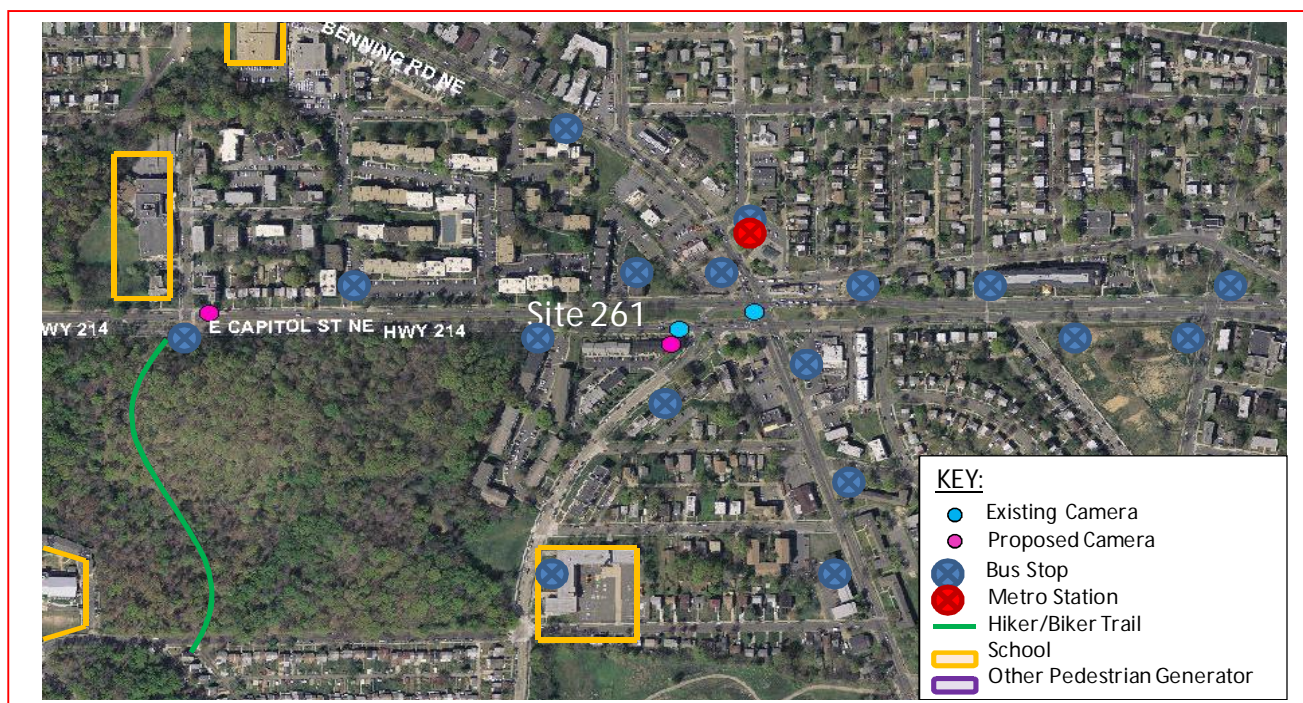 BENNING RD NE
Site 261
WY 214
E CAPITOL ST NE
HWY 214
KEY:
Existing Camera
Proposed Camera
Bus Stop
Metro Station
Hiker/Biker Trail
School
Other Pedestrian Generator